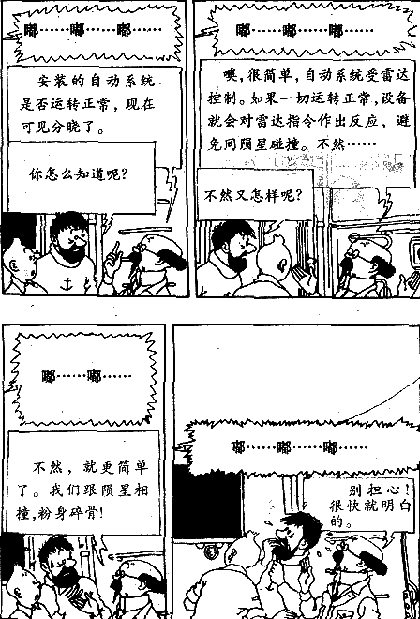 嘟……嘟……嘟……
安装的自动系统
是否运转正常，现在
可见分晓了。
你怎么知道呢？
嘟……嘟……嘟……
噢，很简单，自动系统受雷达
控制。如果一切运转正常，设备
就会对雷达指令作出反应，避
免同陨星碰撞。不然……
不然又怎样呢？
嘟……嘟……
不然，就更简单
了。我们跟陨星相
撞，粉身碎骨！
嘟……嘟……嘟……
别担心！
很快就明白
的。